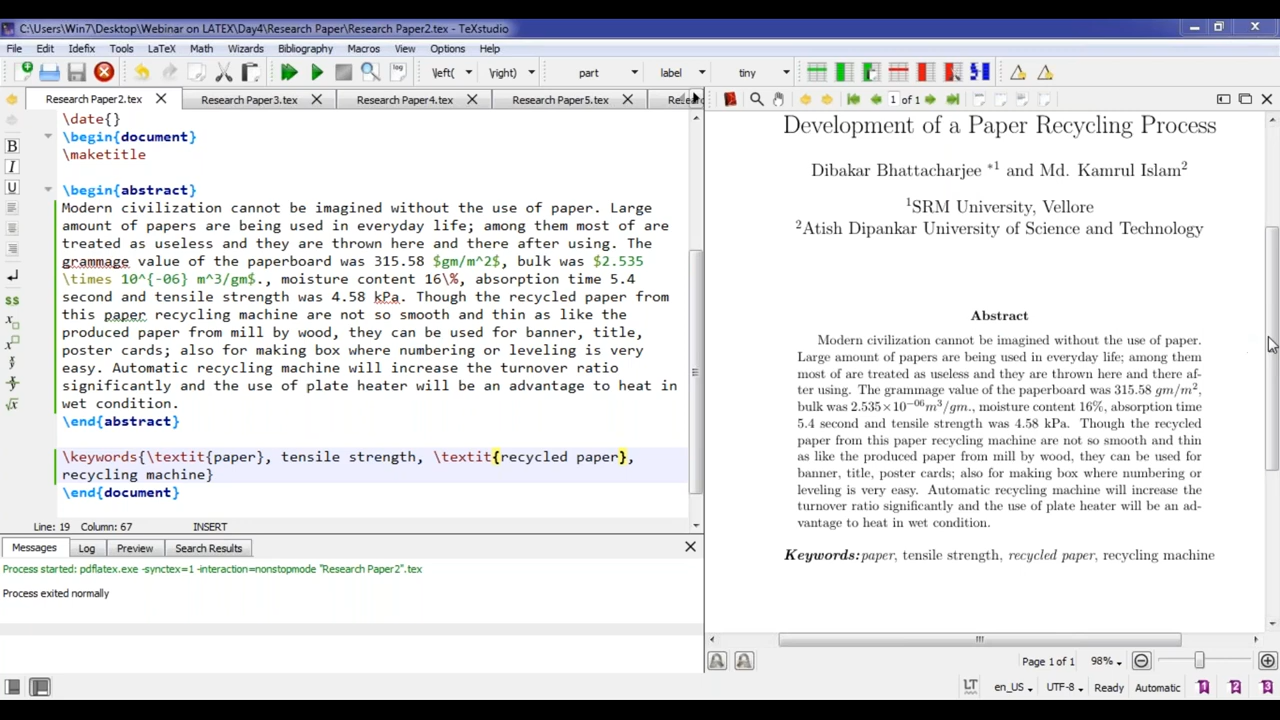 C:\Users\Win7\Desktop\Webinar on LATEX\Day4\Research Paper\Research Paper2.tex - TeXstudio
File Edit Idefix Tools LaTeX Math Wizards Bibliography Macros View Options Help
\left( \right) part label tiny
Research Paper2.tex Research Paper3.tex Research Paper4.tex Research Paper5.tex
1 of 1
\date{}
\begin{document}
\maketitle
\begin{abstract}
Modern civilization cannot be imagined without the use of paper. Large
amount of papers are being used in everyday life; among them most of are
treated as useless and they are thrown here and there after using. The
grammage value of the paperboard was 315.58 $gm/m^2$, bulk was $2.535
\times 10^{-06} m^3/gm$., moisture content 16\%, absorption time 5.4
second and tensile strength was 4.58 kPa. Though the recycled paper from
this paper recycling machine are not so smooth and thin as like the
produced paper from mill by wood, they can be used for banner, title,
poster cards; also for making box where numbering or leveling is very
easy. Automatic recycling machine will increase the turnover ratio
significantly and the use of plate heater will be an advantage to heat in
wet condition.
\end{abstract}
\keywords{\textit{paper}, tensile strength, \textit{recycled paper},
recycling machine}
\end{document}
Line: 19 Column: 67 INSERT
Messages Log Preview Search Results
Process started: pdflatex.exe -synctex=1 -interaction=nonstopmode "Research Paper2".tex
Process exited normally
Development of a Paper Recycling Process
Dibakar Bhattacharjee *1 and Md. Kamrul Islam2
1SRM University, Vellore
2Atish Dipankar University of Science and Technology
Abstract
Modern civilization cannot be imagined without the use of paper.
Large amount of papers are being used in everyday life; among them
most of are treated as useless and they are thrown here and there af-
ter using. The grammage value of the paperboard was 315.58 gm/m2,
bulk was 2.535×10−06m3/gm., moisture content 16%, absorption time
5.4 second and tensile strength was 4.58 kPa. Though the recycled
paper from this paper recycling machine are not so smooth and thin
as like the produced paper from mill by wood, they can be used for
banner, title, poster cards; also for making box where numbering or
leveling is very easy. Automatic recycling machine will increase the
turnover ratio significantly and the use of plate heater will be an ad-
vantage to heat in wet condition.
Keywords: paper, tensile strength, recycled paper, recycling machine
Page 1 of 1 98%
LT en_US UTF-8 Ready Automatic 1 2 3